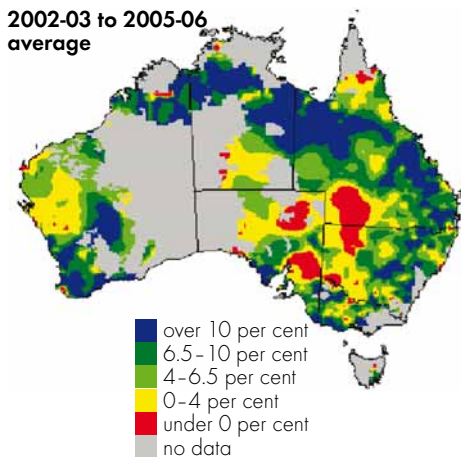 2002-03 to 2005-06
average
over 10 per cent
6.5–10 per cent
4–6.5 per cent
0–4 per cent
under 0 per cent
no data